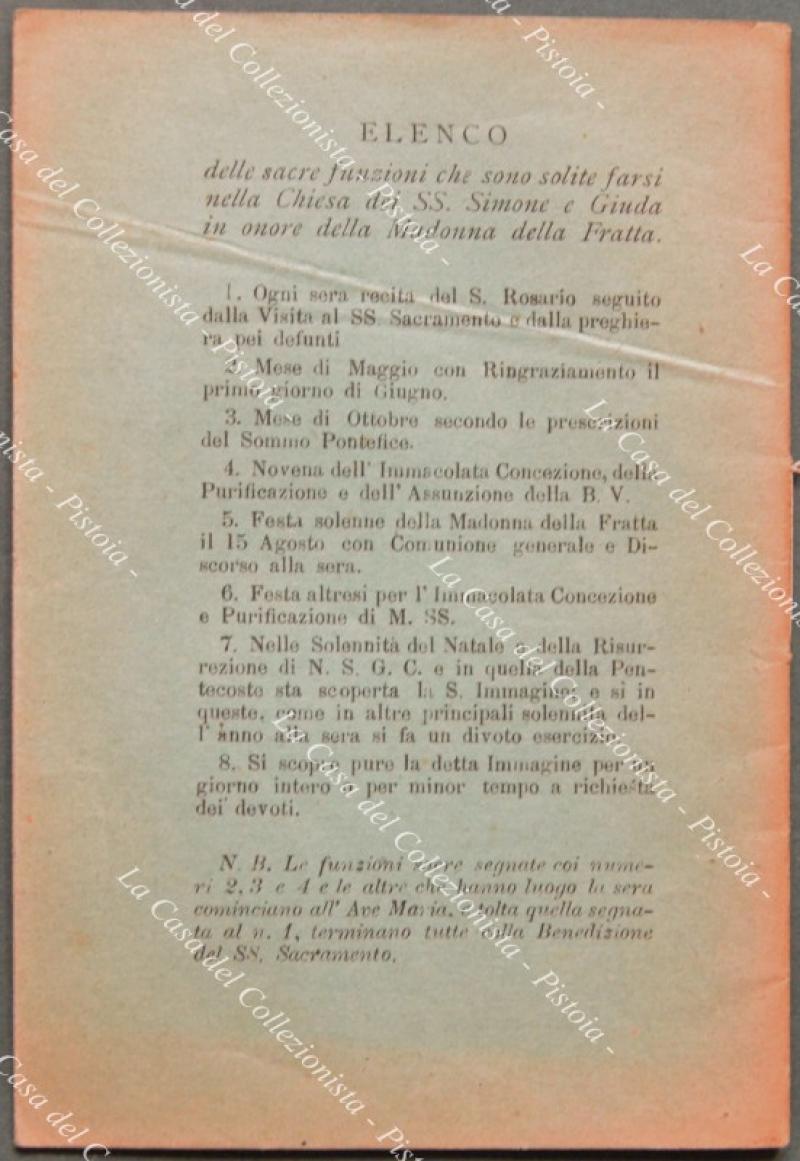 ELENCO
delle sacre funzioni che sono solite farsi
nella Chiesa dei SS. Simone e Giuda
in onore della Madonna della Fratta.
1. Ogni sera recita del S. Rosario seguito
dalla Visita al SS. Sacramento e dalla preghie-
ra pei defunti
2. Mese di Maggio con Ringraziamento il
primo giorno di Giugno.
3. Mese di Ottobre secondo le prescrizioni
del Sommo Pontefice.
4. Novena dell' Immacolata Concezione, della
Purificazione e dell' Assunzione della B. V.
5. Festa solenne della Madonna della Fratta
il 15 Agosto con Comunione generale e Di-
scorso alla sera.
6. Festa altresi per l' Immacolata Concezione
e Purificazione di M. SS.
7. Nelle Solennità del Natale e della Risur-
rezione di N. S. G. C. e in quella della Pen-
tecoste sta scoperta la S. Immagine; e si in
queste, come in altre principali solennità del-
l' anno alla sera si fa un divoto esercizio.
8. Si scopre pure la detta Immagine per un
giorno intero o per minor tempo a richiesta
dei devoti.
N. B. Le funzioni sacre segnate coi nume-
ri 2, 3 e 4 e le altre che hanno luogo la sera
cominciano all' Ave Maria, e tolta quella segna-
ta al n. 1, terminano tutte colla Benedizione
del SS. Sacramento.
La Casa del Collezionista - Pistoia -